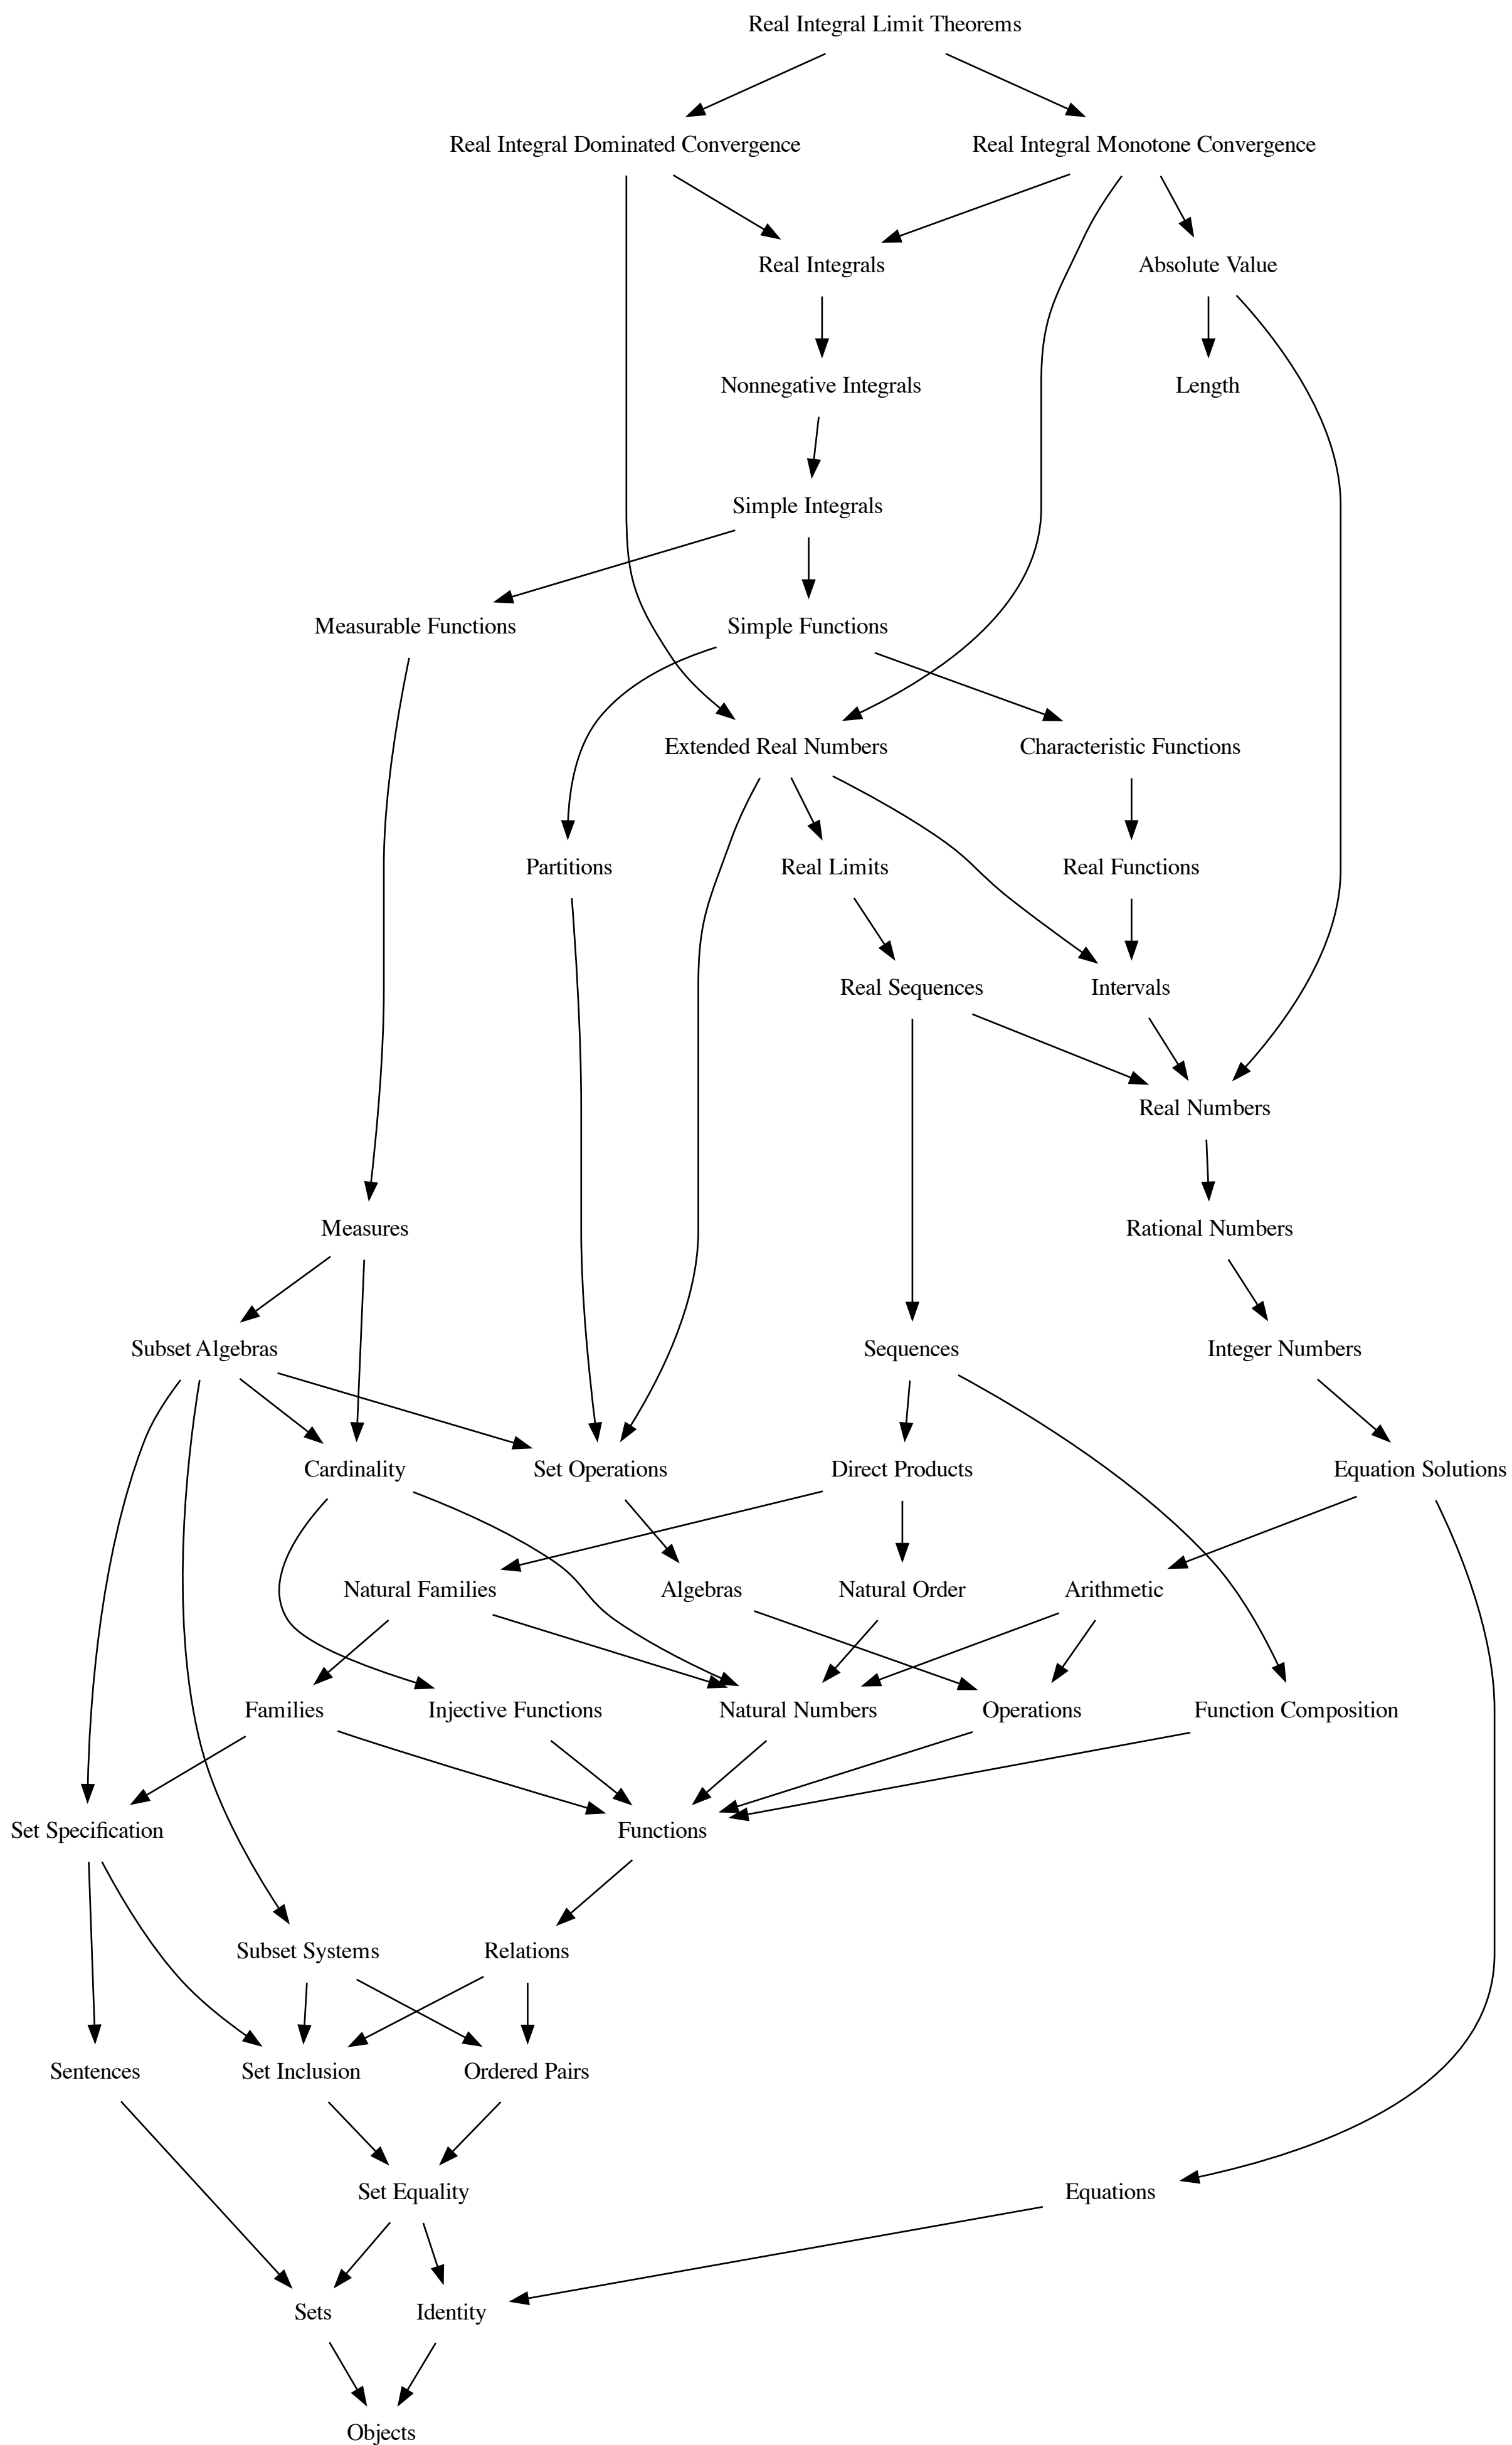 Real Integral Limit Theorems
Real Integral Dominated Convergence
Real Integral Monotone Convergence
Real Integrals
Absolute Value
Nonnegative Integrals
Length
Simple Integrals
Measurable Functions
Simple Functions
Extended Real Numbers
Characteristic Functions
Partitions
Real Limits
Real Functions
Real Sequences
Intervals
Real Numbers
Measures
Rational Numbers
Subset Algebras
Sequences
Integer Numbers
Cardinality
Set Operations
Direct Products
Equation Solutions
Natural Families
Algebras
Natural Order
Arithmetic
Families
Injective Functions
Natural Numbers
Operations
Function Composition
Set Specification
Functions
Subset Systems
Relations
Sentences
Set Inclusion
Ordered Pairs
Set Equality
Equations
Sets
Identity
Objects